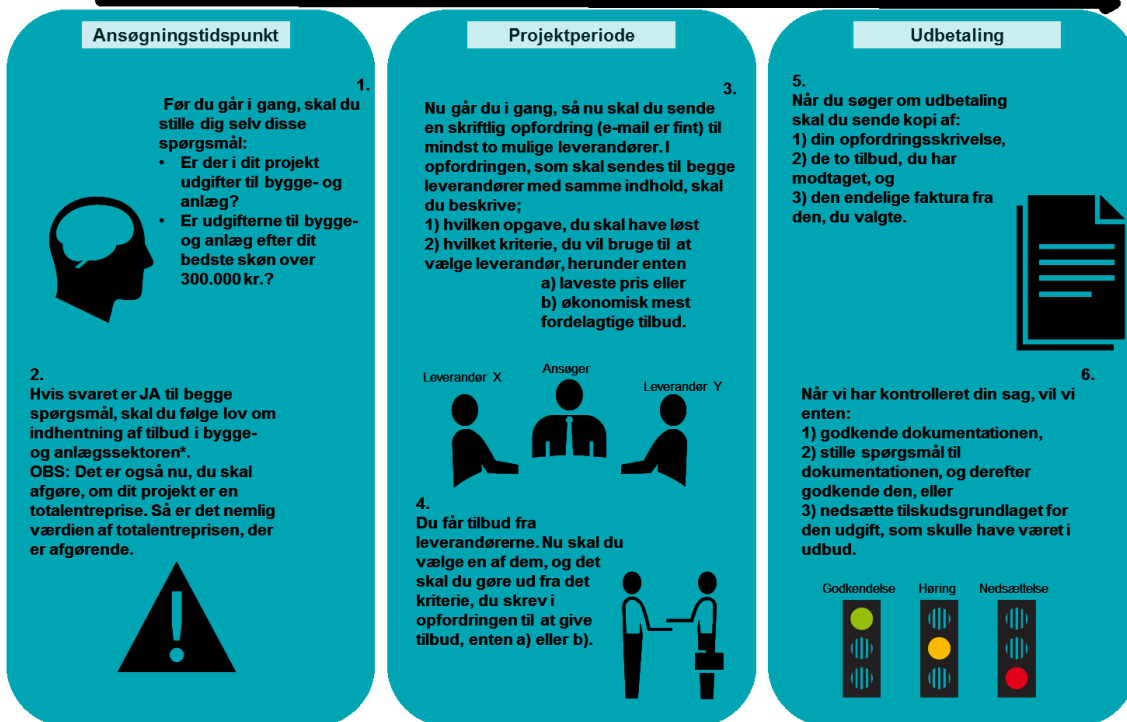 Ansøgningstidspunkt
1.
Før du går i gang, skal du
stille dig selv disse
spørgsmål:
• Er der i dit projekt
udgifter til bygge- og
anlæg?
• Er udgifterne til bygge-
og anlæg efter dit
bedste skøn over
300.000 kr.?
2.
Hvis svaret er JA til begge
spørgsmål, skal du følge lov om
indhentning af tilbud i bygge-
og anlægssektoren*.
OBS: Det er også nu, du skal
afgøre, om dit projekt er en
totalentreprise. Så er det nemlig
værdien af totalentreprisen, der
er afgørende.
Projektperiode
3.
Nu går du i gang, så nu skal du sende
en skriftlig opfordring (e-mail er fint) til
mindst to mulige leverandører. I
opfordringen, som skal sendes til begge
leverandører med samme indhold, skal
du beskrive;
1) hvilken opgave, du skal have løst
2) hvilket kriterie, du vil bruge til at
vælge leverandør, herunder enten
a) laveste pris eller
b) økonomisk mest
fordelagtige tilbud.
Leverandør X
Ansøger
Leverandør Y
4.
Du får tilbud fra
leverandørerne. Nu skal du
vælge en af dem, og det
skal du gøre ud fra det
kriterie, du skrev i
opfordringen til at give
tilbud, enten a) eller b).
Udbetaling
5.
Når du søger om udbetaling
skal du sende kopi af:
1) din opfordringsskrivelse,
2) de to tilbud, du har
modtaget, og
3) den endelige faktura fra
den, du valgte.
6.
Når vi har kontrolleret din sag, vil vi
enten:
1) godkende dokumentationen,
2) stille spørgsmål til
dokumentationen, og derefter
godkende den, eller
3) nedsætte tilskudsgrundlaget for
den udgift, som skulle have været i
udbud.
Godkendelse
Høring
Nedsættelse